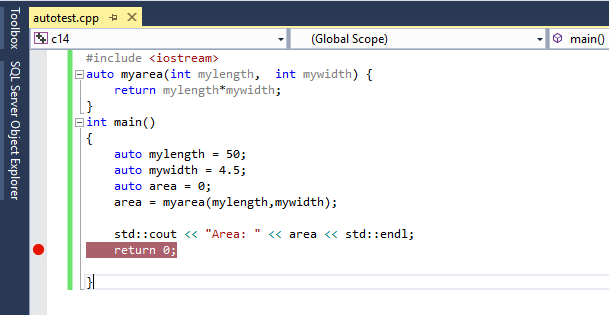 Toolbox
SQL Server Object Explorer
autotest.cpp
c14
(Global Scope)
main()
#include <iostream>
auto myarea(int mylength,  int mywidth) {
    return mylength*mywidth;
}
int main()
{
    auto mylength = 50;
    auto mywidth = 4.5;
    auto area = 0;
    area = myarea(mylength,mywidth);

    std::cout << "Area: " << area << std::endl;
    return 0;

}